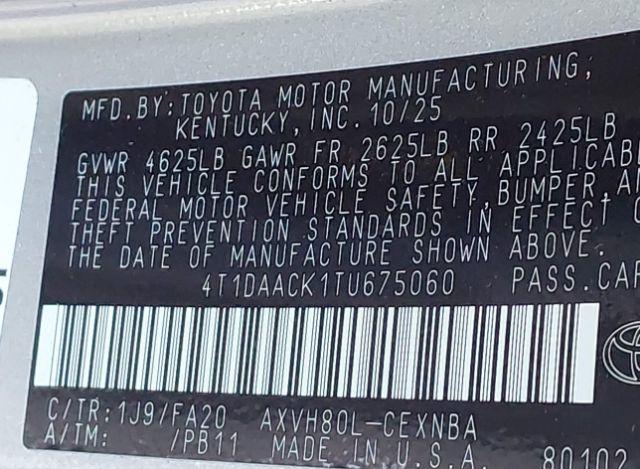 MFD. BY: TOYOTA MOTOR MANUFACTURING,
KENTUCKY, INC. 10/25
GVWR 4625LB GAWR FR 2625LB RR 2425LB
THIS VEHICLE CONFORMS TO ALL APPLICAB
FEDERAL MOTOR VEHICLE SAFETY, BUMPER, AN
THEFT PREVENTION STANDARDS IN EFFECT
THE DATE OF MANUFACTURE SHOWN ABOVE.
4T1DAACK1TU675060 PASS. CAR
C/TR: 1J9/FA20 AXVH80L-CEXNBA
A/TM: /PB11 MADE IN U.S.A 80102